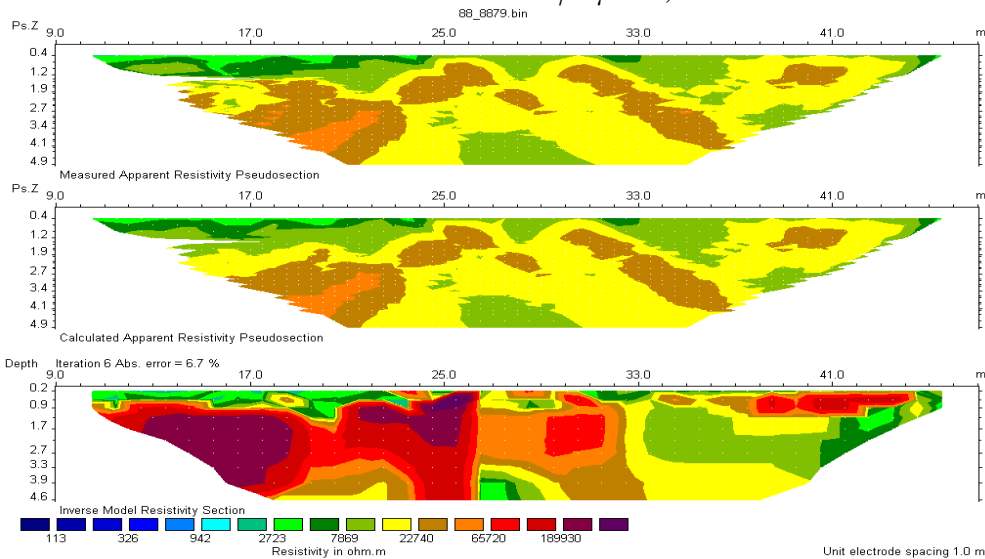 88_8879.bin
Ps.Z 9.0 17.0 25.0 33.0 41.0 m
0.4
1.2
1.9
2.7
3.4
4.1
4.9
Measured Apparent Resistivity Pseudosection
Ps.Z 9.0 17.0 25.0 33.0 41.0 m
0.4
1.2
1.9
2.7
3.4
4.1
4.9
Calculated Apparent Resistivity Pseudosection
Depth Iteration 6 Abs. error = 6.7 %
9.0 17.0 25.0 33.0 41.0 m
0.2
0.9
1.7
2.7
3.3
3.9
4.6
Inverse Model Resistivity Section
113 326 942 2723 7869 22740 65720 189930
Resistivity in ohm.m Unit electrode spacing 1.0 m